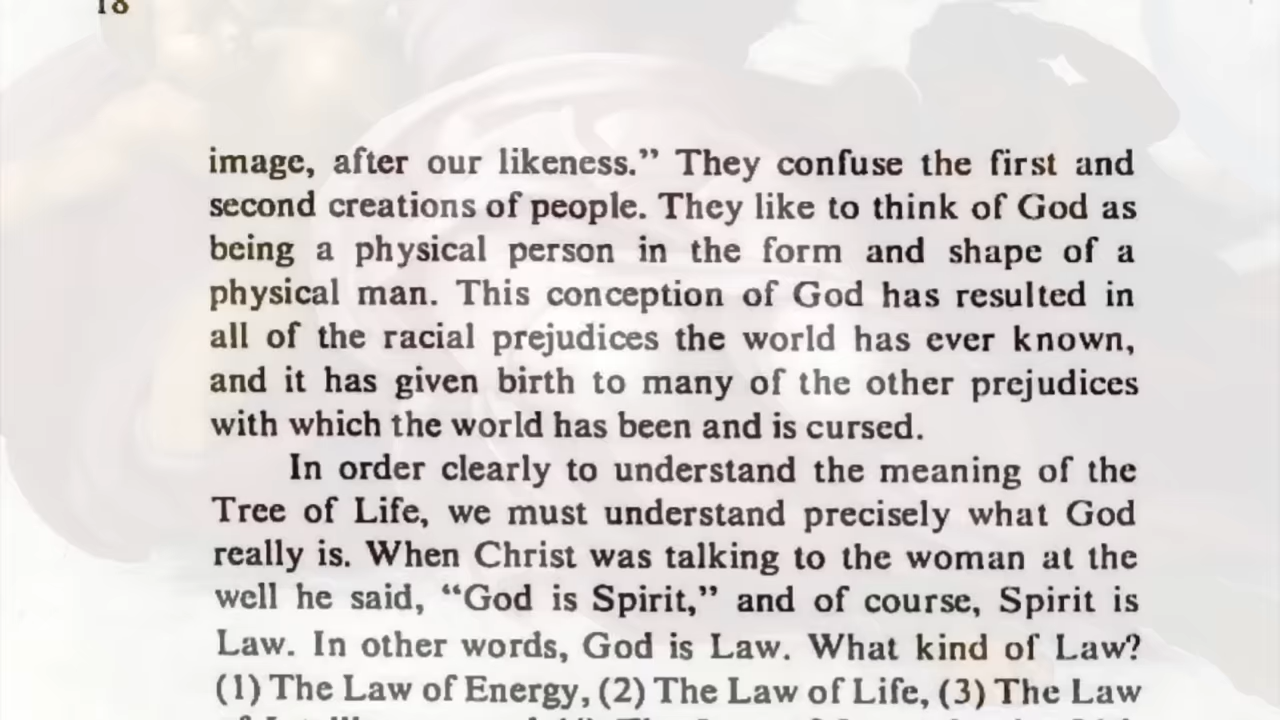 18
image, after our likeness.” They confuse the first and
second creations of people. They like to think of God as
being a physical person in the form and shape of a
physical man. This conception of God has resulted in
all of the racial prejudices the world has ever known,
and it has given birth to many of the other prejudices
with which the world has been and is cursed.
In order clearly to understand the meaning of the
Tree of Life, we must understand precisely what God
really is. When Christ was talking to the woman at the
well he said, “God is Spirit,” and of course, Spirit is
Law. In other words, God is Law. What kind of Law?
(1) The Law of Energy, (2) The Law of Life, (3) The Law